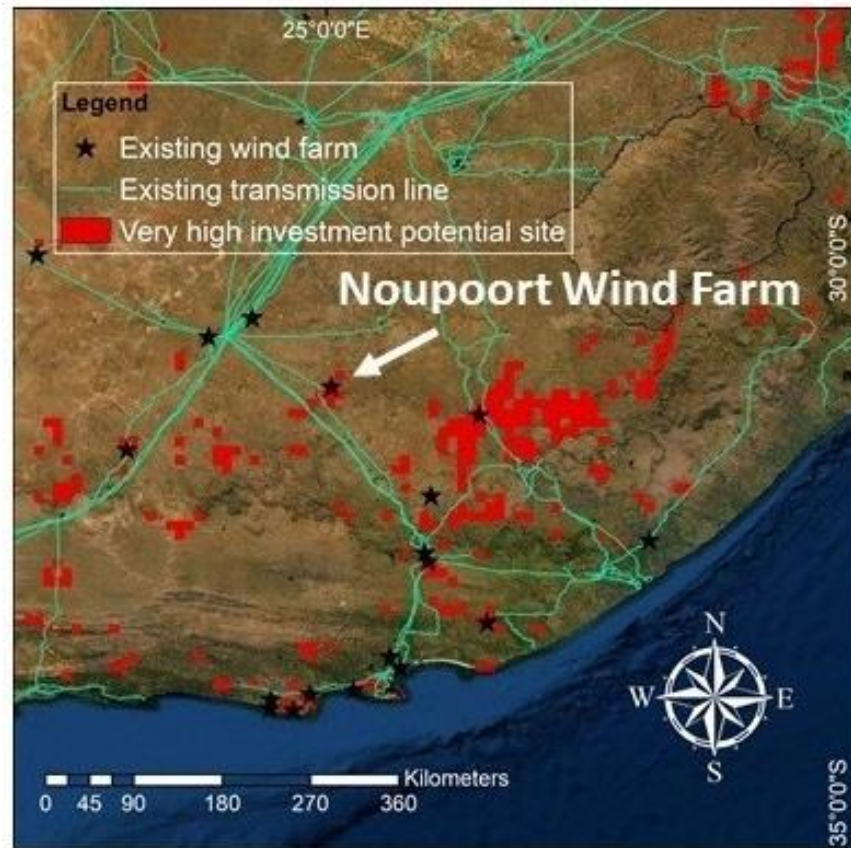 25°0'0"E
Legend
Existing wind farm
Existing transmission line
Very high investment potential site
30°0'0"S
Noupoort Wind Farm
N
W E
S
Kilometers
0 45 90 180 270 360
35°0'0"S